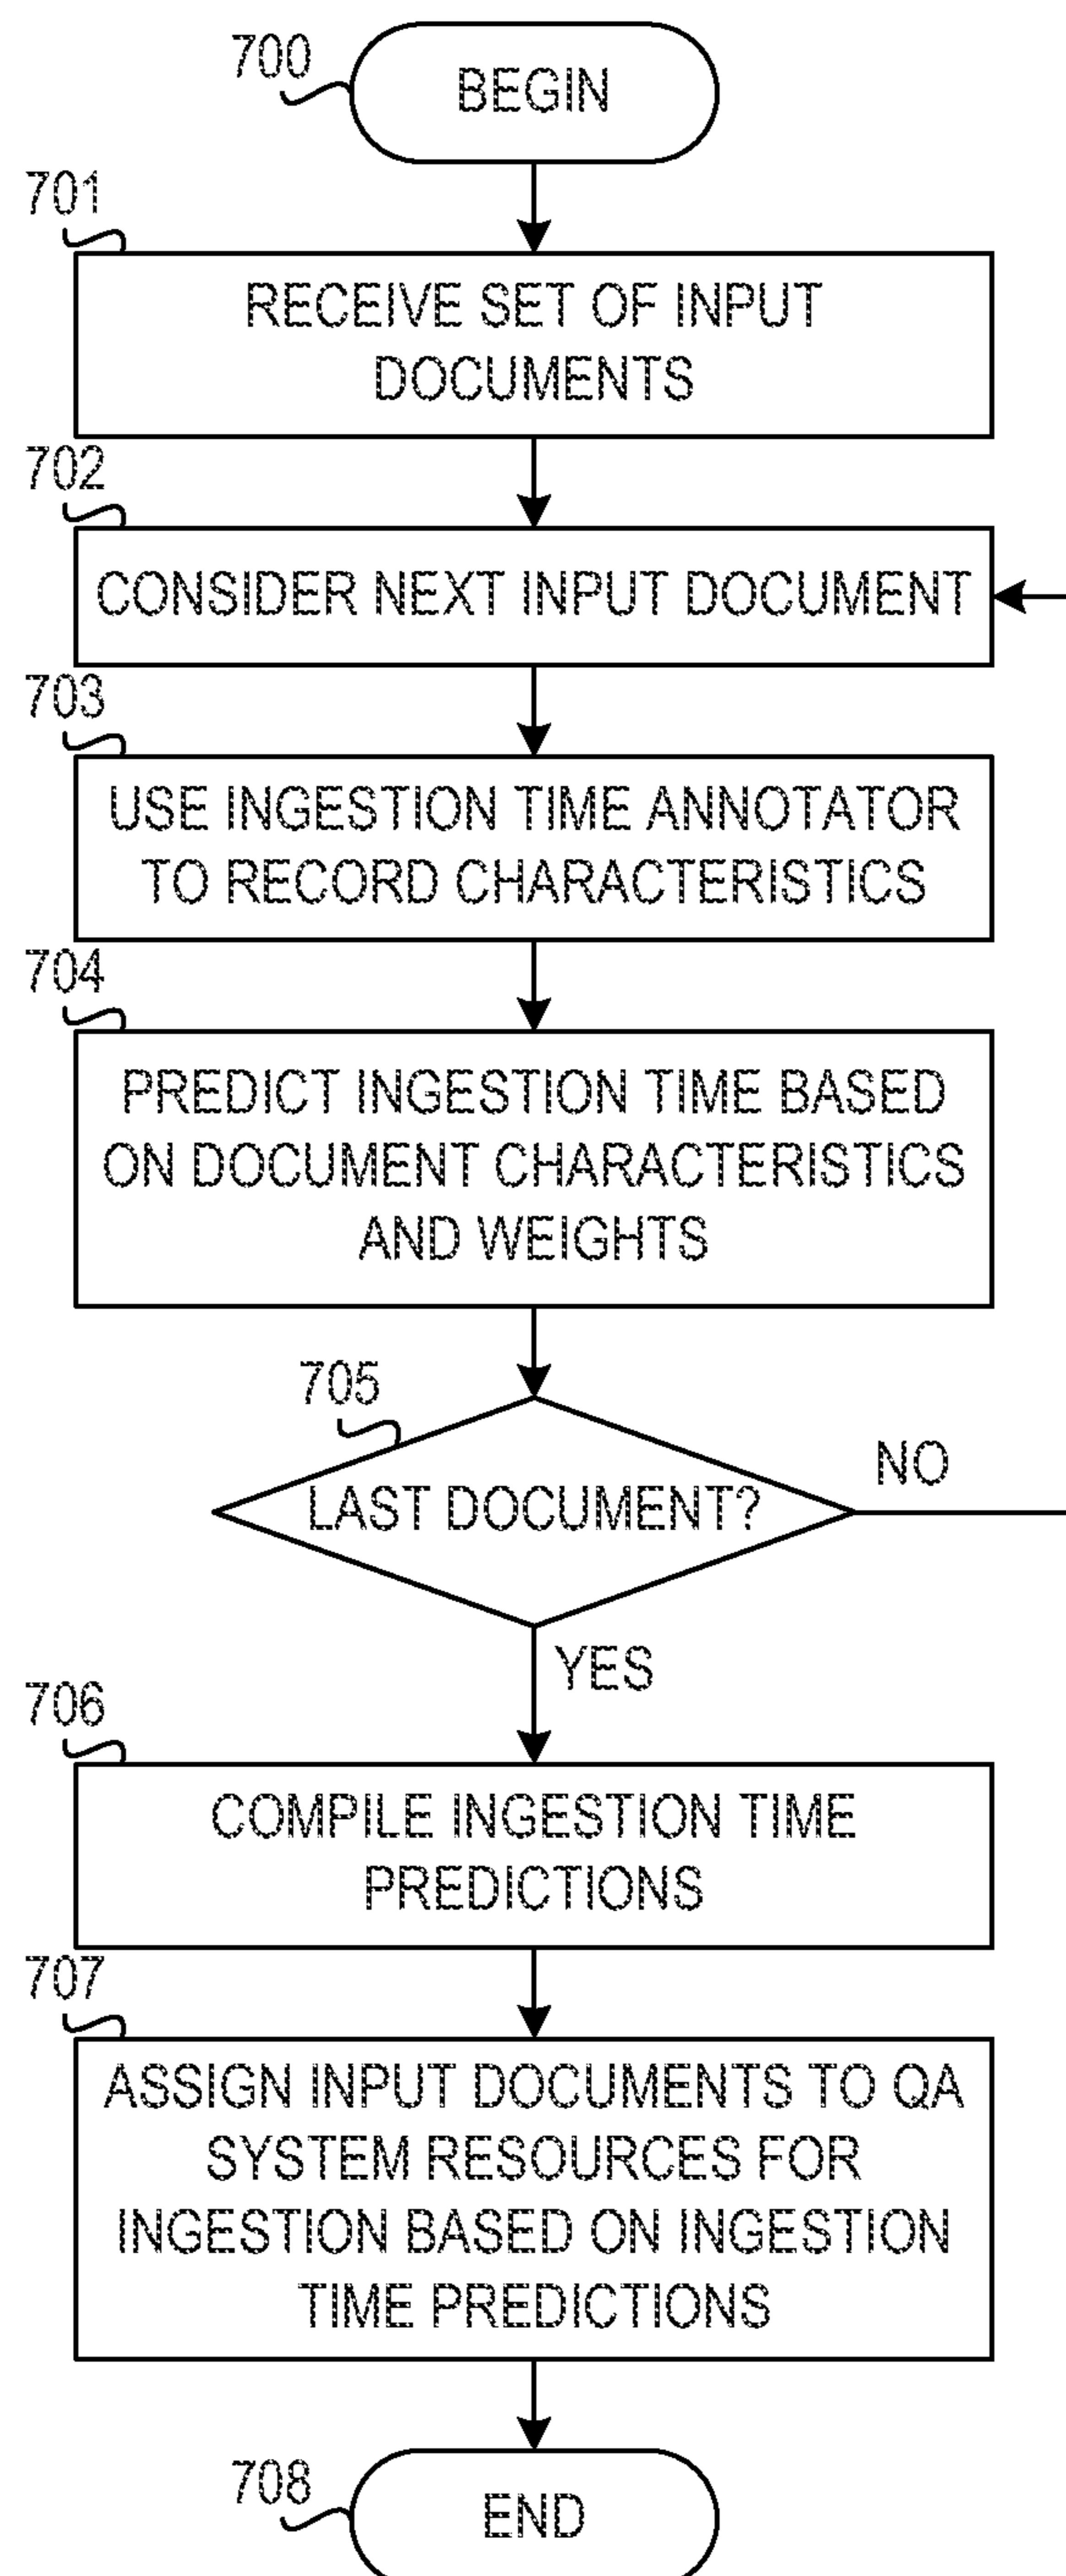 700
BEGIN
701
RECEIVE SET OF INPUT
DOCUMENTS
702
CONSIDER NEXT INPUT DOCUMENT
703
USE INGESTION TIME ANNOTATOR
TO RECORD CHARACTERISTICS
704
PREDICT INGESTION TIME BASED
ON DOCUMENT CHARACTERISTICS
AND WEIGHTS
705
LAST DOCUMENT?
NO
YES
706
COMPILE INGESTION TIME
PREDICTIONS
707
ASSIGN INPUT DOCUMENTS TO QA
SYSTEM RESOURCES FOR
INGESTION BASED ON INGESTION
TIME PREDICTIONS
708
END